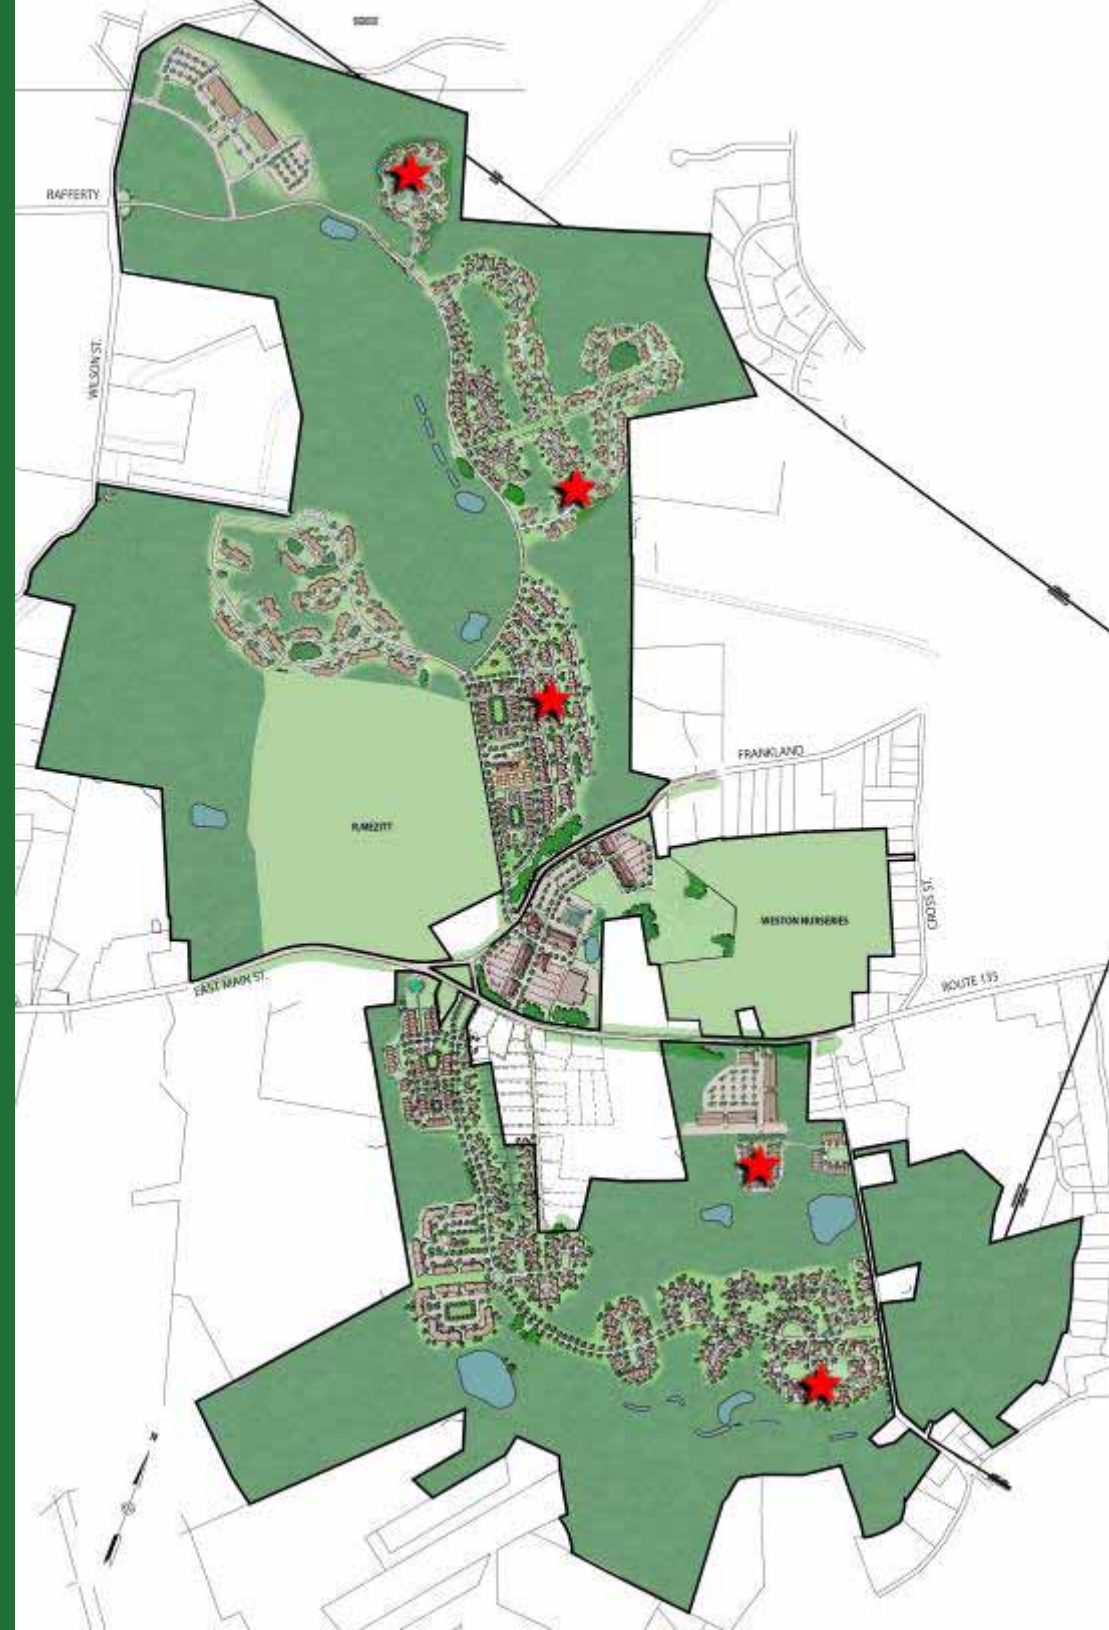 RAFFERTY
WILSON ST.
FRANKLAND
R.MEZITT
WESTON NURSERIES
CROSS ST.
EAST MAIN ST.
ROUTE 135